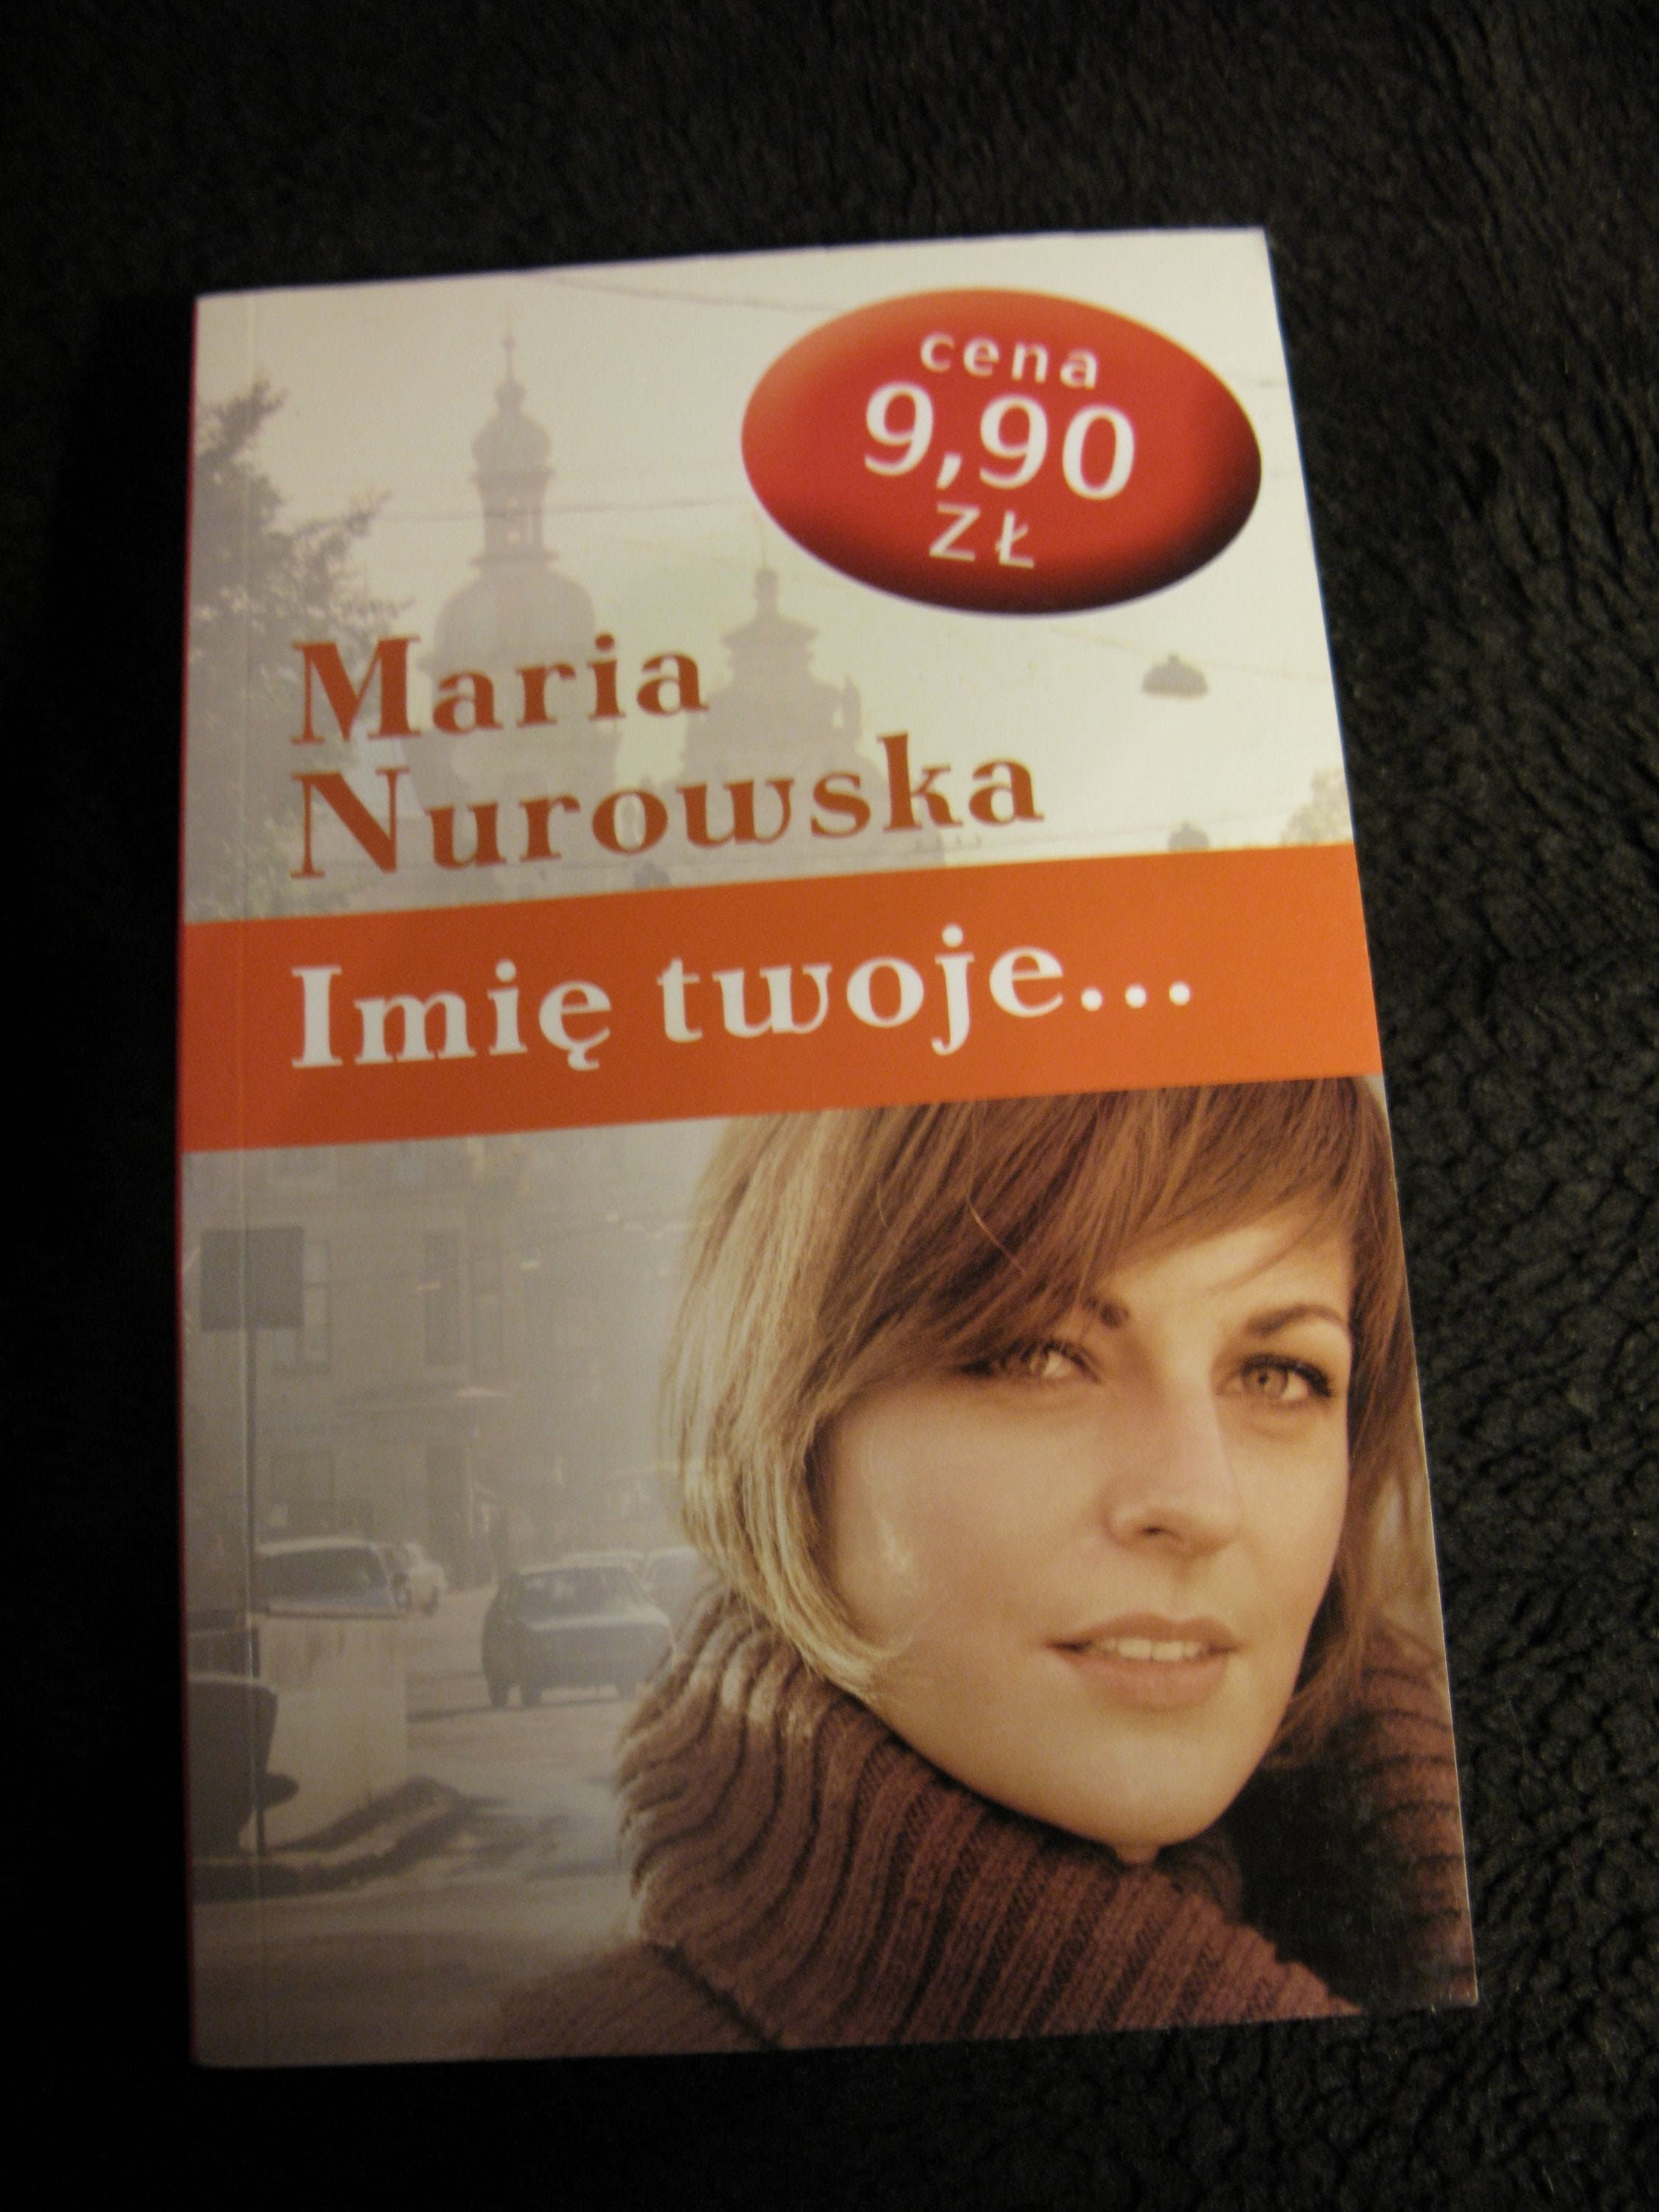 cena
9,90
ZŁ
Maria
Nurowska
Imię twoje...